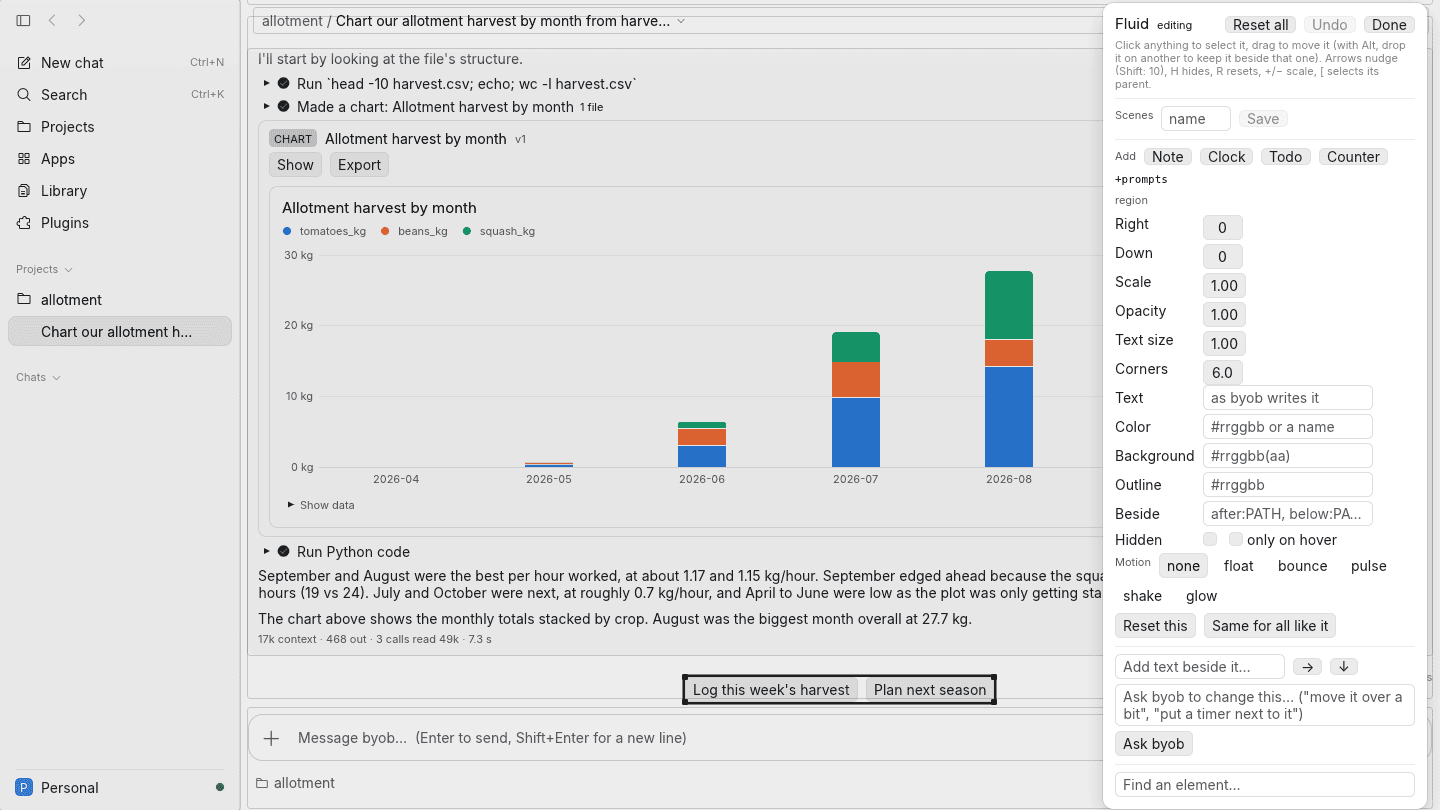 New chat Ctrl+N
Search Ctrl+K
Projects
Apps
Library
Plugins
Projects
allotment
Chart our allotment h...
Chats
P Personal
allotment / Chart our allotment harvest by month from harve...
I'll start by looking at the file's structure.
Run `head -10 harvest.csv; echo; wc -l harvest.csv`
Made a chart: Allotment harvest by month 1 file
CHART Allotment harvest by month v1
Show Export
Allotment harvest by month
tomatoes_kg beans_kg squash_kg
30 kg
20 kg
10 kg
0 kg
2026-04 2026-05 2026-06 2026-07 2026-08
Show data
Run Python code
September and August were the best per hour worked, at about 1.17 and 1.15 kg/hour. September edged ahead because the squa
hours (19 vs 24). July and October were next, at roughly 0.7 kg/hour, and April to June were low as the plot was only getting sta
The chart above shows the monthly totals stacked by crop. August was the biggest month overall at 27.7 kg.
17k context · 468 out · 3 calls read 49k · 7.3 s
Log this week's harvest Plan next season
Message byob... (Enter to send, Shift+Enter for a new line)
allotment
Fluid editing Reset all Undo Done
Click anything to select it, drag to move it (with Alt, drop
it on another to keep it beside that one). Arrows nudge
(Shift: 10), H hides, R resets, +/− scale, [ selects its
parent.
Scenes name Save
Add Note Clock Todo Counter
+prompts
region
Right 0
Down 0
Scale 1.00
Opacity 1.00
Text size 1.00
Corners 6.0
Text as byob writes it
Color #rrggbb or a name
Background #rrggbb(aa)
Outline #rrggbb
Beside after:PATH, below:PA...
Hidden only on hover
Motion none float bounce pulse
shake glow
Reset this Same for all like it
Add text beside it... → ↓
Ask byob to change this... ("move it over a
bit", "put a timer next to it")
Ask byob
Find an element...
s